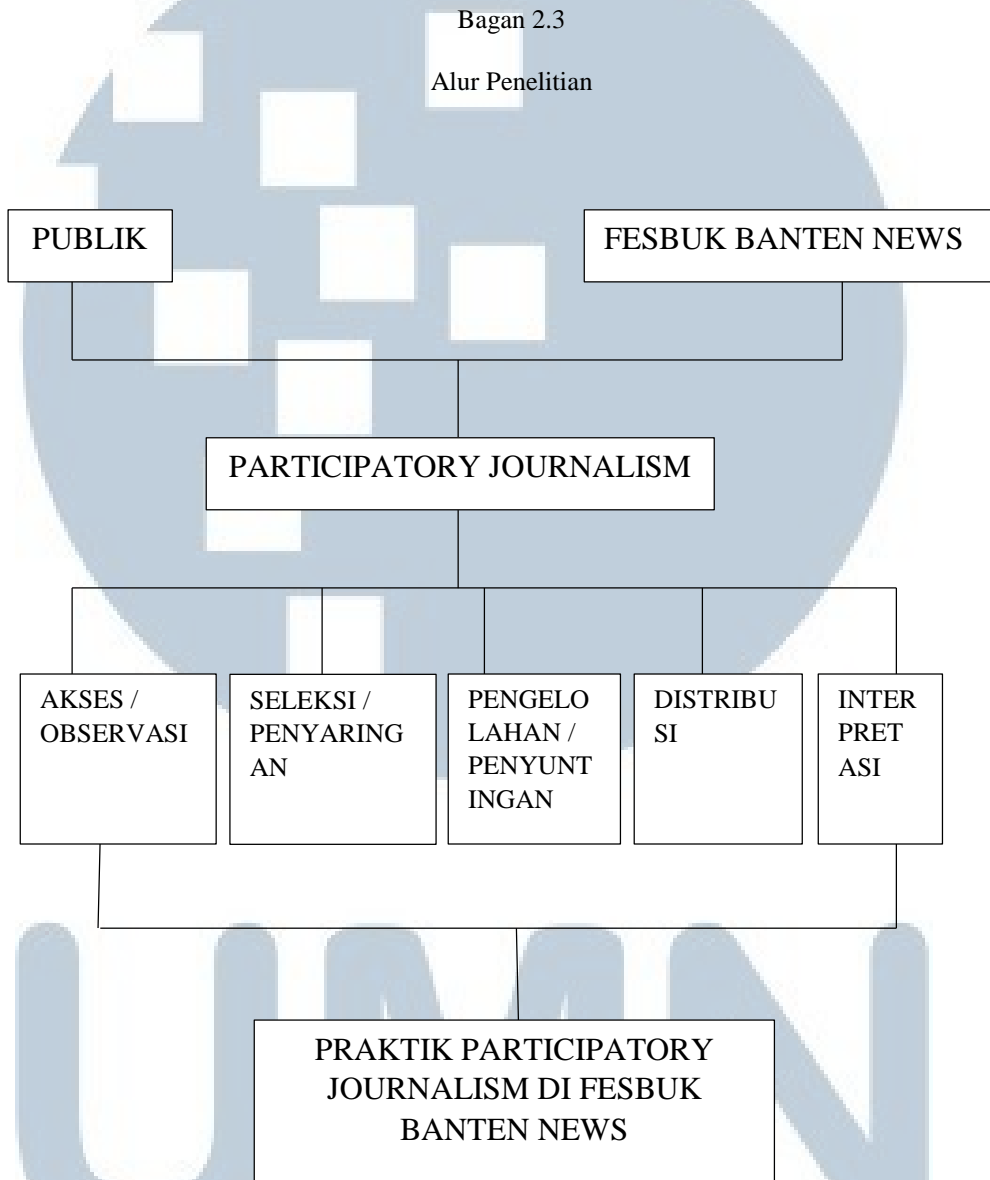 Bagan 2.3
Alur Penelitian
PUBLIK
FESBUK BANTEN NEWS
PARTICIPATORY JOURNALISM
AKSES /
OBSERVASI
SELEKSI /
PENYARING
AN
PENGELO
LAHAN /
PENYUNT
INGAN
DISTRIBU
SI
INTER
PRET
ASI
PRAKTIK PARTICIPATORY
JOURNALISM DI FESBUK
BANTEN NEWS
UMN